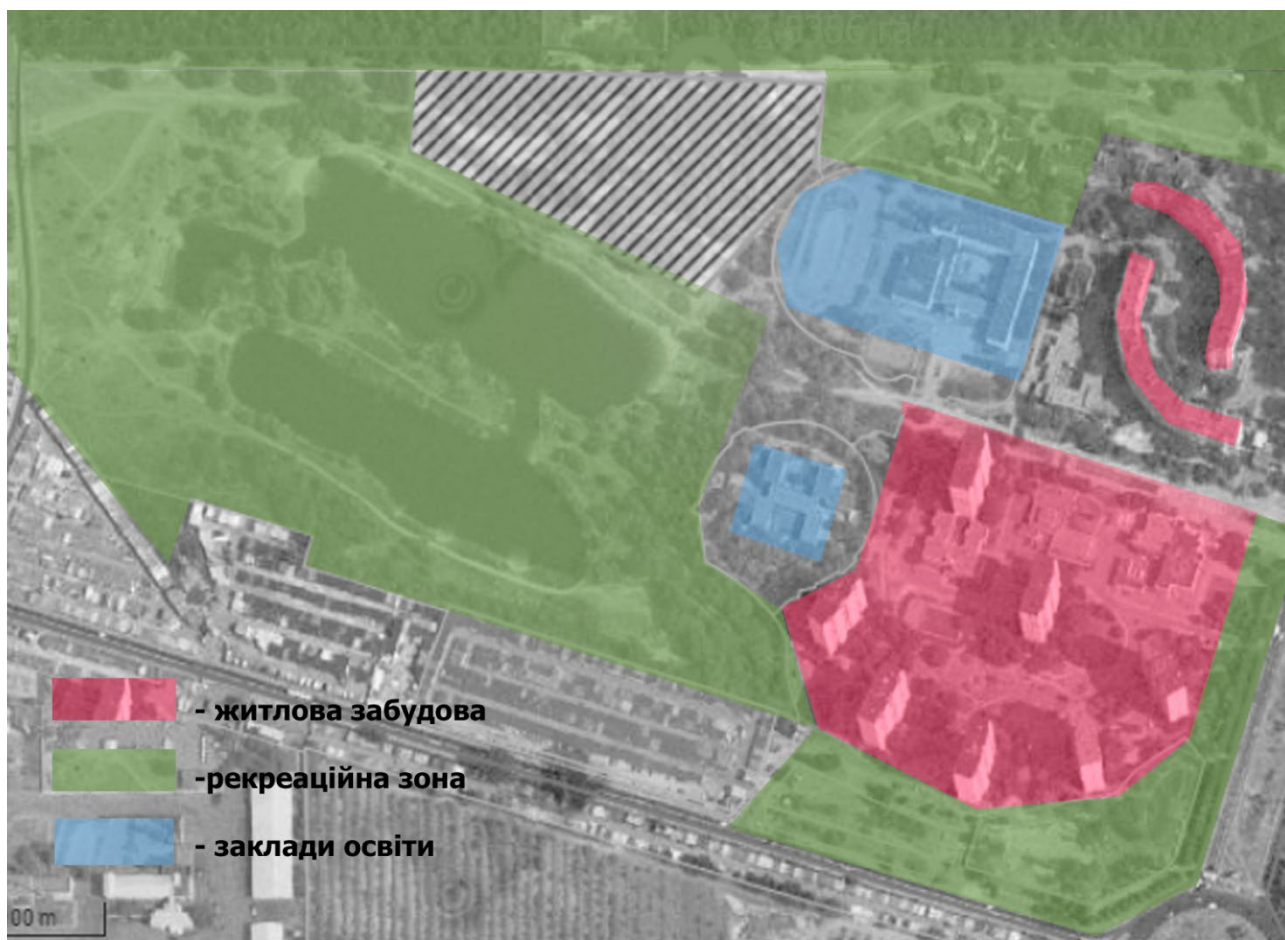 - житлова забудова
-рекреаційна зона
- заклади освіти
00 m